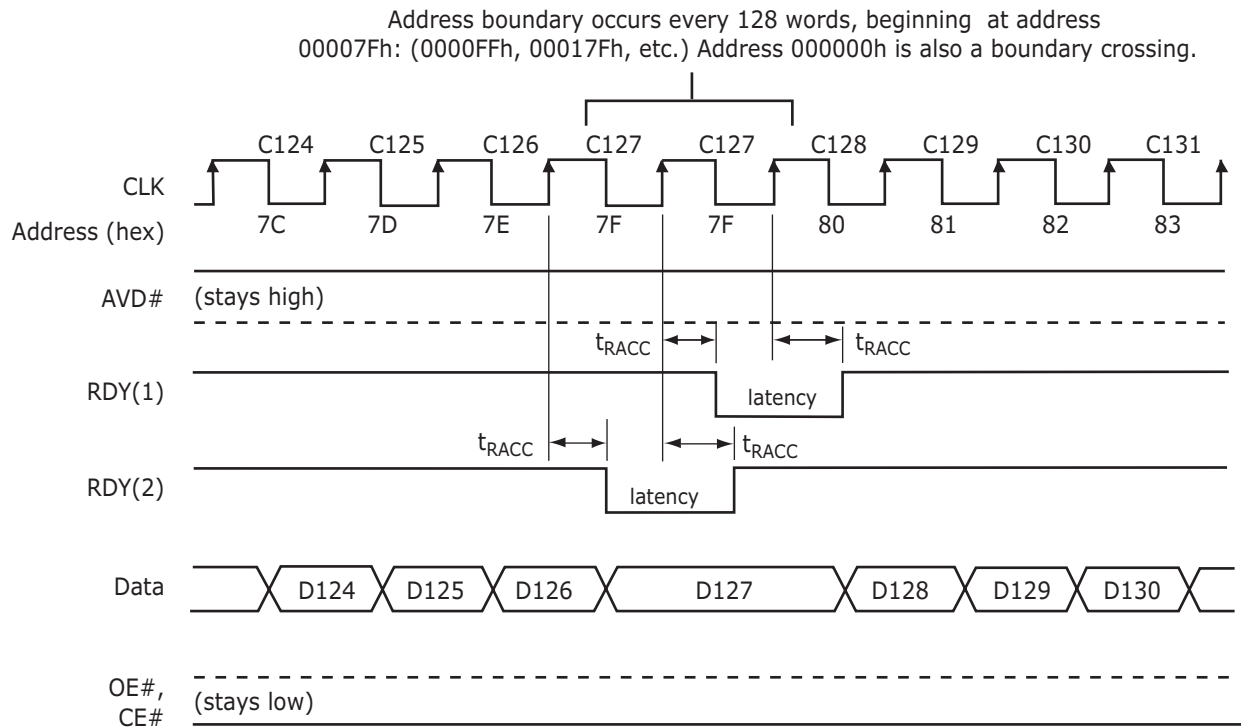 Address boundary occurs every 128 words, beginning at address
00007Fh: (0000FFh, 00017Fh, etc.) Address 000000h is also a boundary crossing.
C124 C125 C126 C127 C127 C128 C129 C130 C131
CLK
Address (hex) 7C 7D 7E 7F 7F 80 81 82 83
AVD# (stays high)
tRACC tRACC
RDY(1) latency
tRACC tRACC
RDY(2) latency
Data D124 D125 D126 D127 D128 D129 D130
OE#,
CE# (stays low)